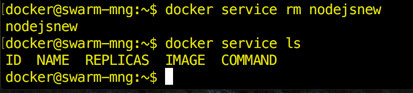 docker@swarm-mng:~$ docker service rm nodejsnew
nodejsnew
docker@swarm-mng:~$ docker service ls
ID  NAME  REPLICAS  IMAGE  COMMAND
docker@swarm-mng:~$